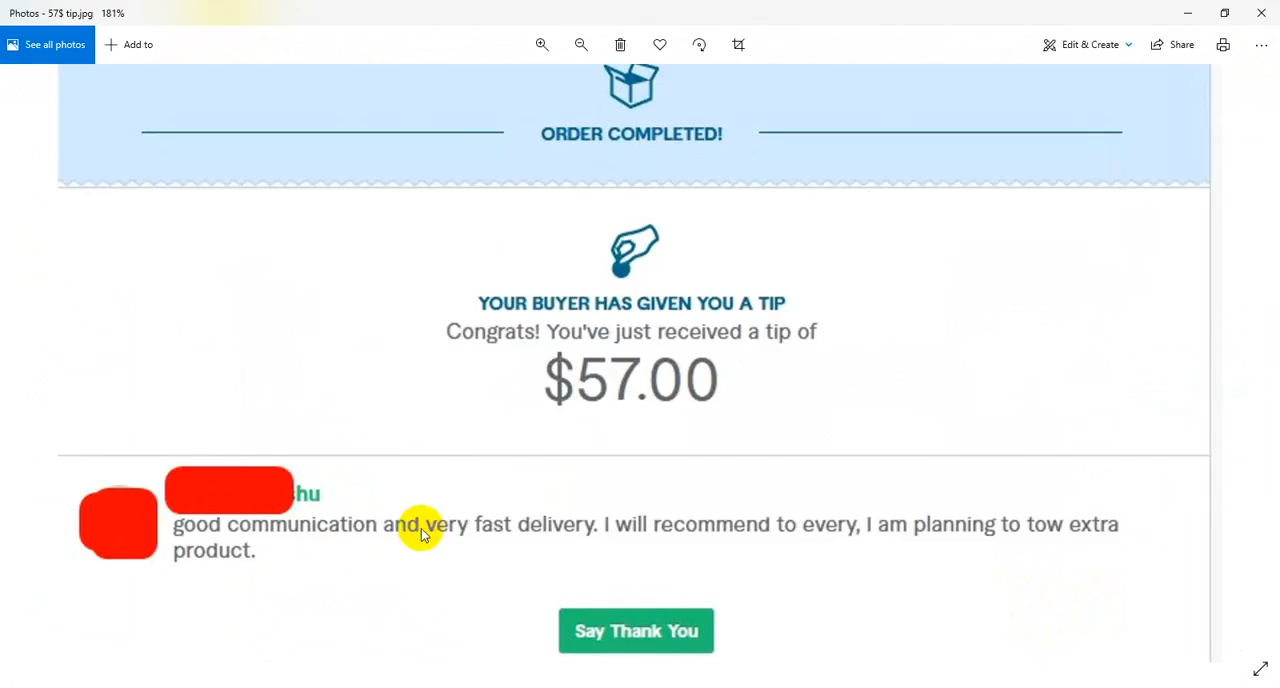 Photos - 57$ tip.jpg 181%
See all photos
Add to
Edit & Create
Share
ORDER COMPLETED!
YOUR BUYER HAS GIVEN YOU A TIP
Congrats! You've just received a tip of
$57.00
hu
good communication and very fast delivery. I will recommend to every, I am planning to tow extra
product.
Say Thank You